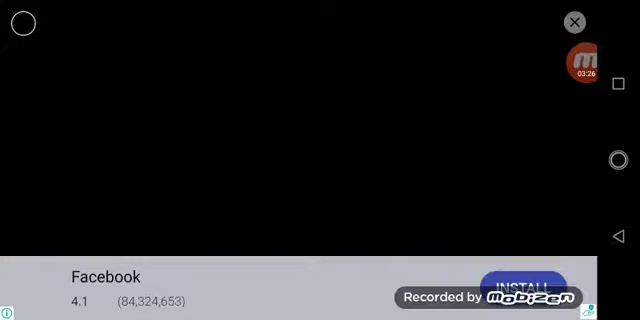 03:26
Facebook
INSTALL
4.1 (84,324,653)
Recorded by mobizen